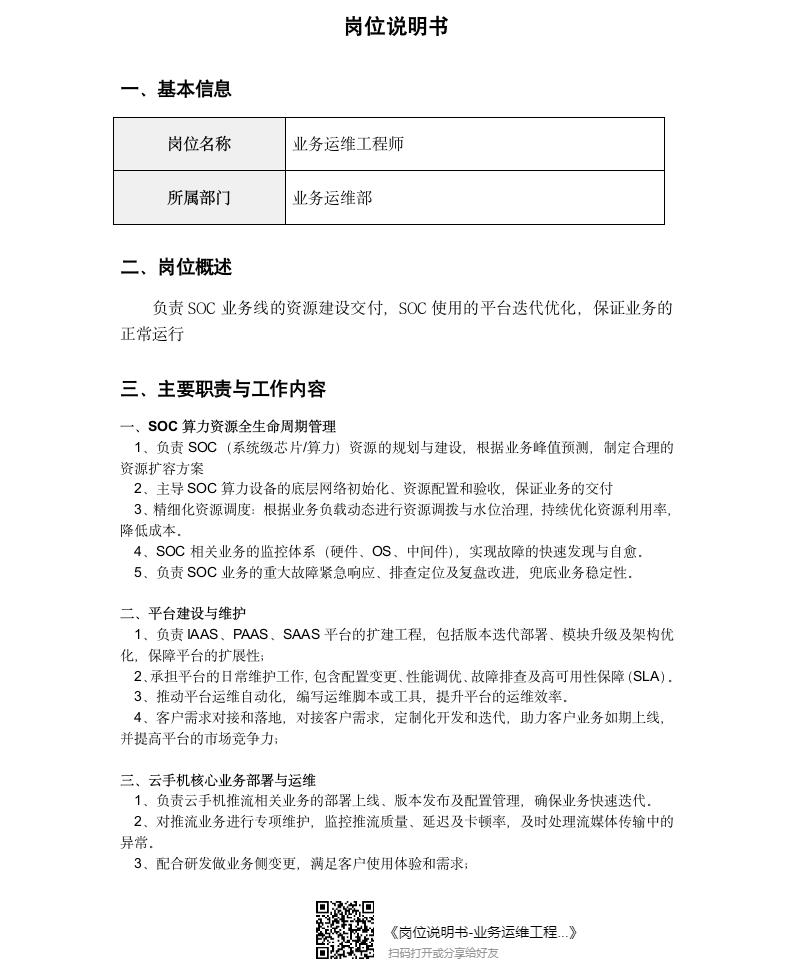 岗位说明书
一、基本信息
岗位名称 业务运维工程师
所属部门 业务运维部
二、岗位概述
负责 SOC 业务线的资源建设交付，SOC 使用的平台迭代优化，保证业务的
正常运行
三、主要职责与工作内容
一、SOC 算力资源全生命周期管理
1、负责 SOC（系统级芯片/算力）资源的规划与建设，根据业务峰值预测，制定合理的
资源扩容方案
2、主导 SOC 算力设备的底层网络初始化、资源配置和验收，保证业务的交付
3、精细化资源调度：根据业务负载动态进行资源调拨与水位治理，持续优化资源利用率，
降低成本。
4、SOC 相关业务的监控体系（硬件、OS、中间件），实现故障的快速发现与自愈。
5、负责 SOC 业务的重大故障紧急响应、排查定位及复盘改进，兜底业务稳定性。
二、平台建设与维护
1、负责 IAAS、PAAS、SAAS 平台的扩建工程，包括版本迭代部署、模块升级及架构优
化，保障平台的扩展性；
2、承担平台的日常维护工作，包含配置变更、性能调优、故障排查及高可用性保障（SLA）。
3、推动平台运维自动化，编写运维脚本或工具，提升平台的运维效率。
4、客户需求对接和落地，对接客户需求，定制化开发和迭代，助力客户业务如期上线，
并提高平台的市场竞争力；
三、云手机核心业务部署与运维
1、负责云手机推流相关业务的部署上线、版本发布及配置管理，确保业务快速迭代。
2、对推流业务进行专项维护，监控推流质量、延迟及卡顿率，及时处理流媒体传输中的
异常。
3、配合研发做业务侧变更，满足客户使用体验和需求；
《岗位说明书-业务运维工程...》
扫码打开或分享给好友